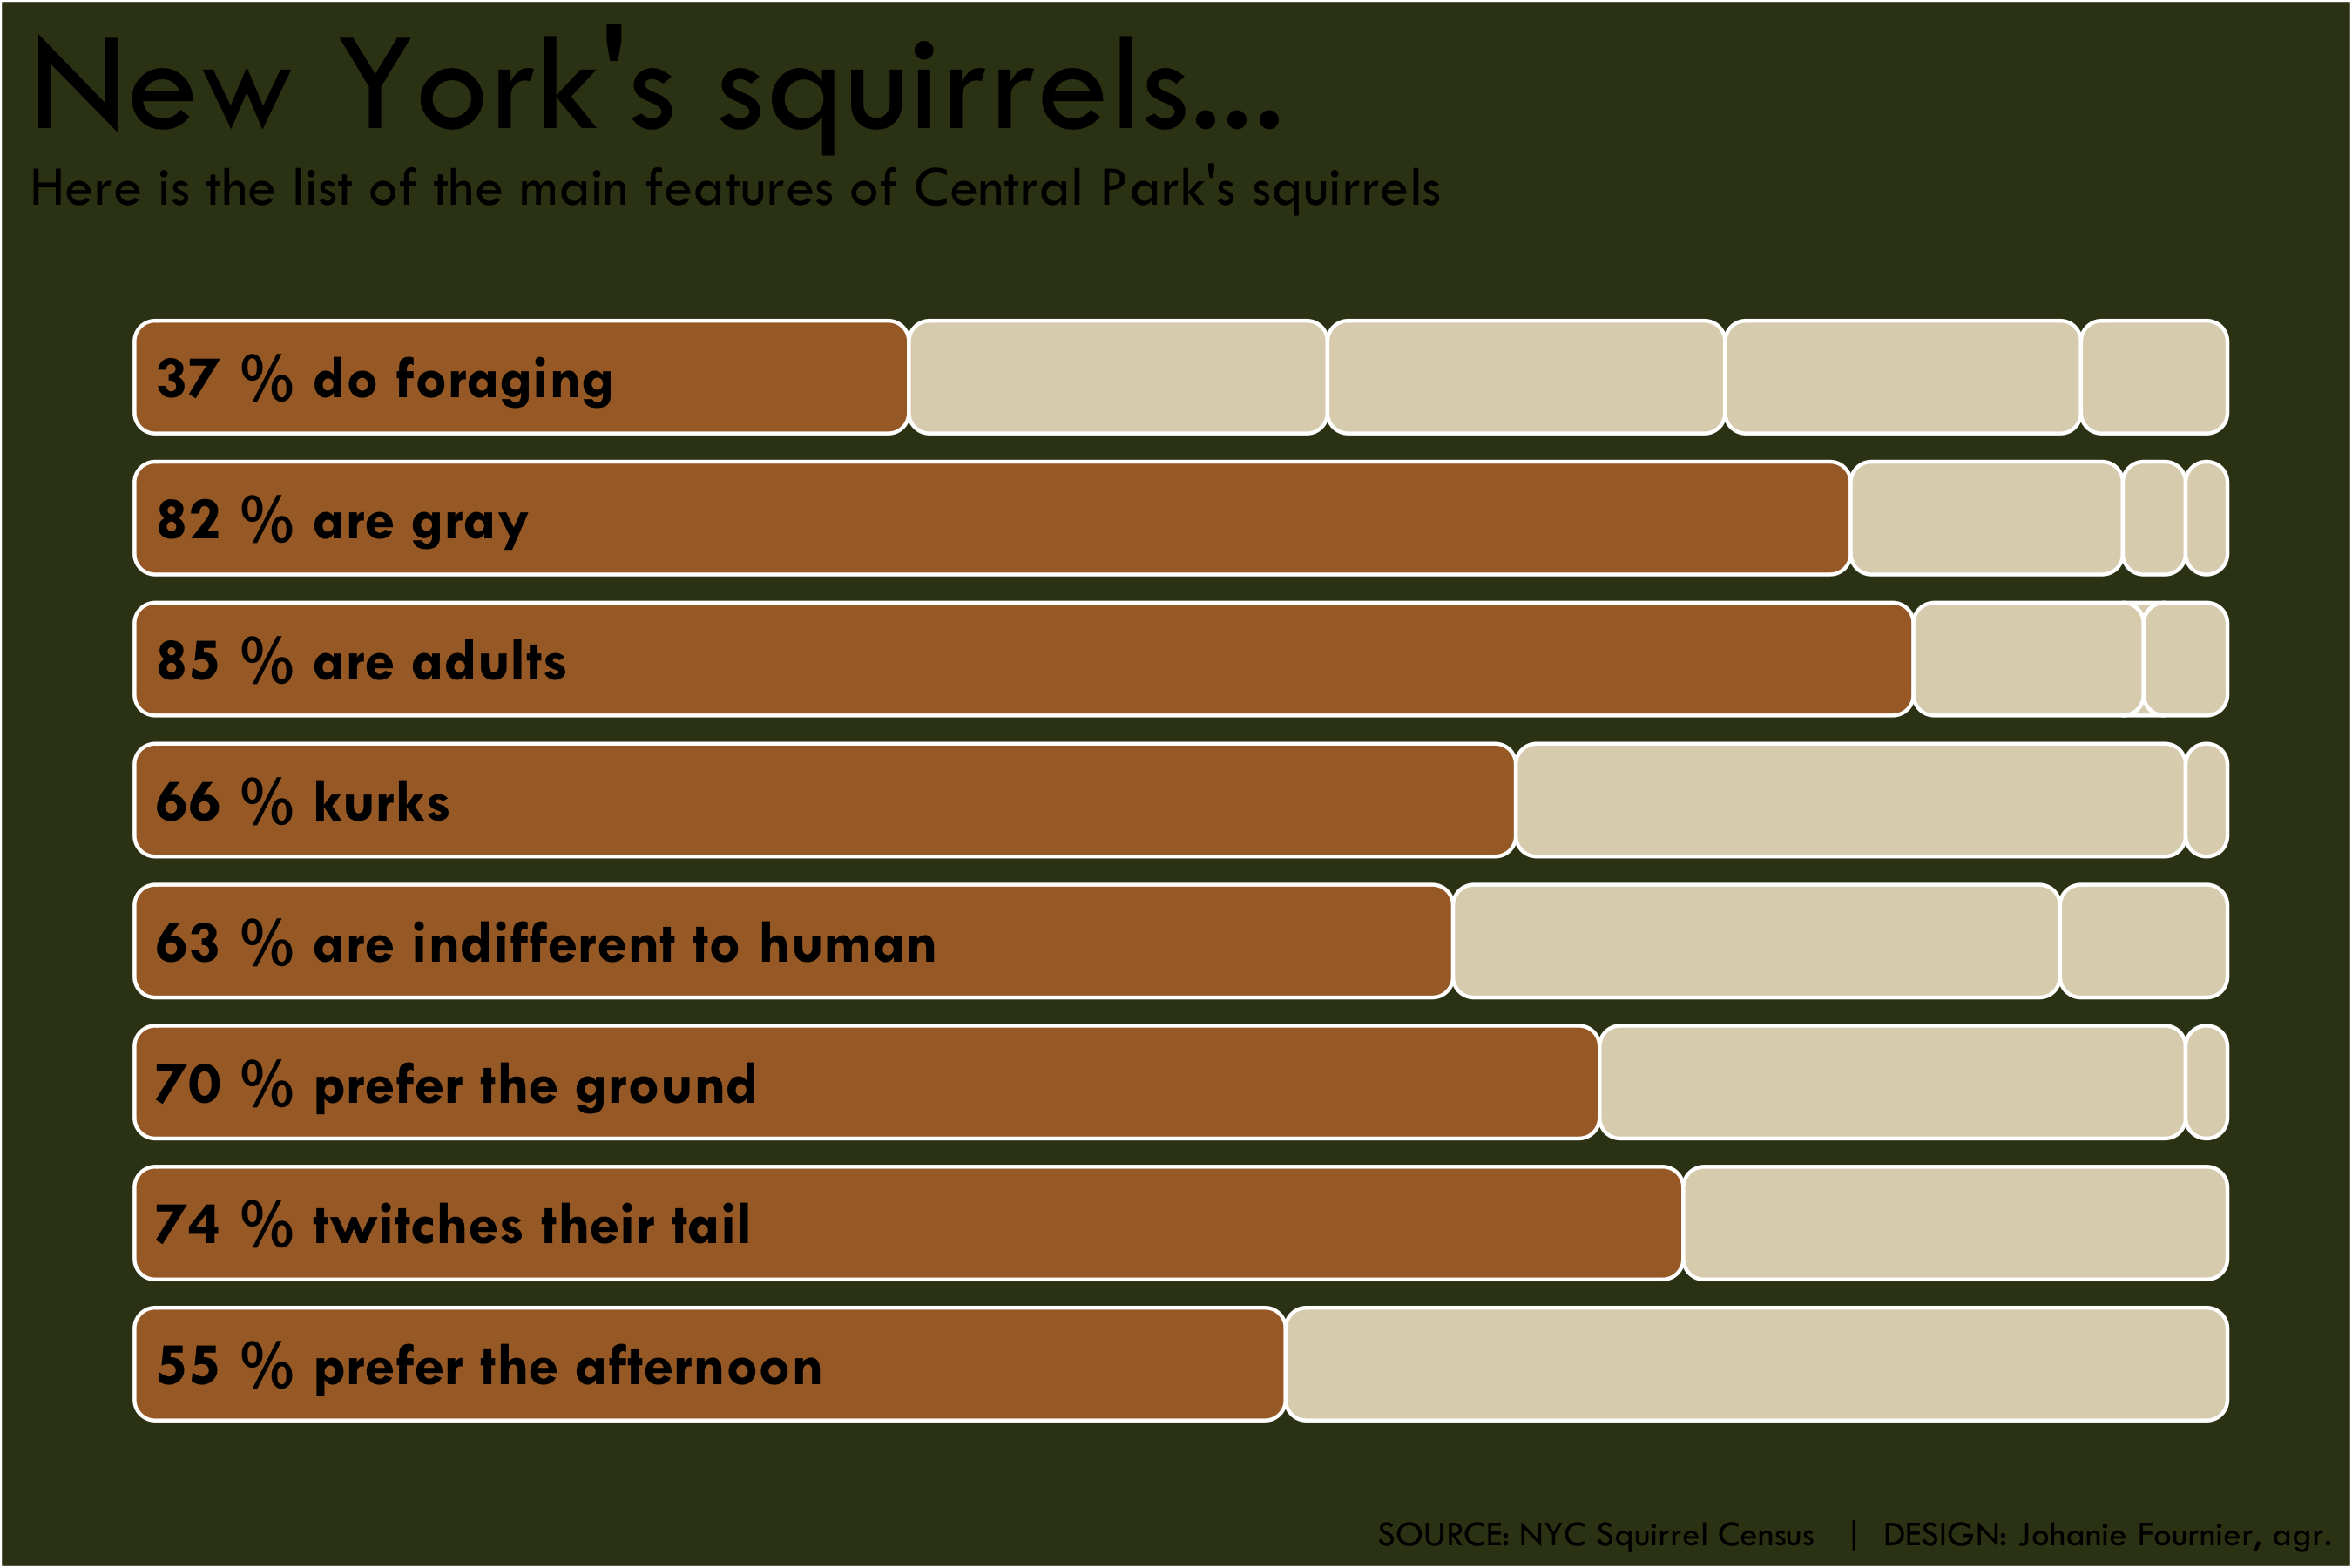 New York's squirrels...
Here is the list of the main features of Central Park's squirrels
37 % do foraging
82 % are gray
85 % are adults
66 % kurks
63 % are indifferent to human
70 % prefer the ground
74 % twitches their tail
55 % prefer the afternoon
SOURCE: NYC Squirrel Census | DESIGN: Johanie Fournier, agr.